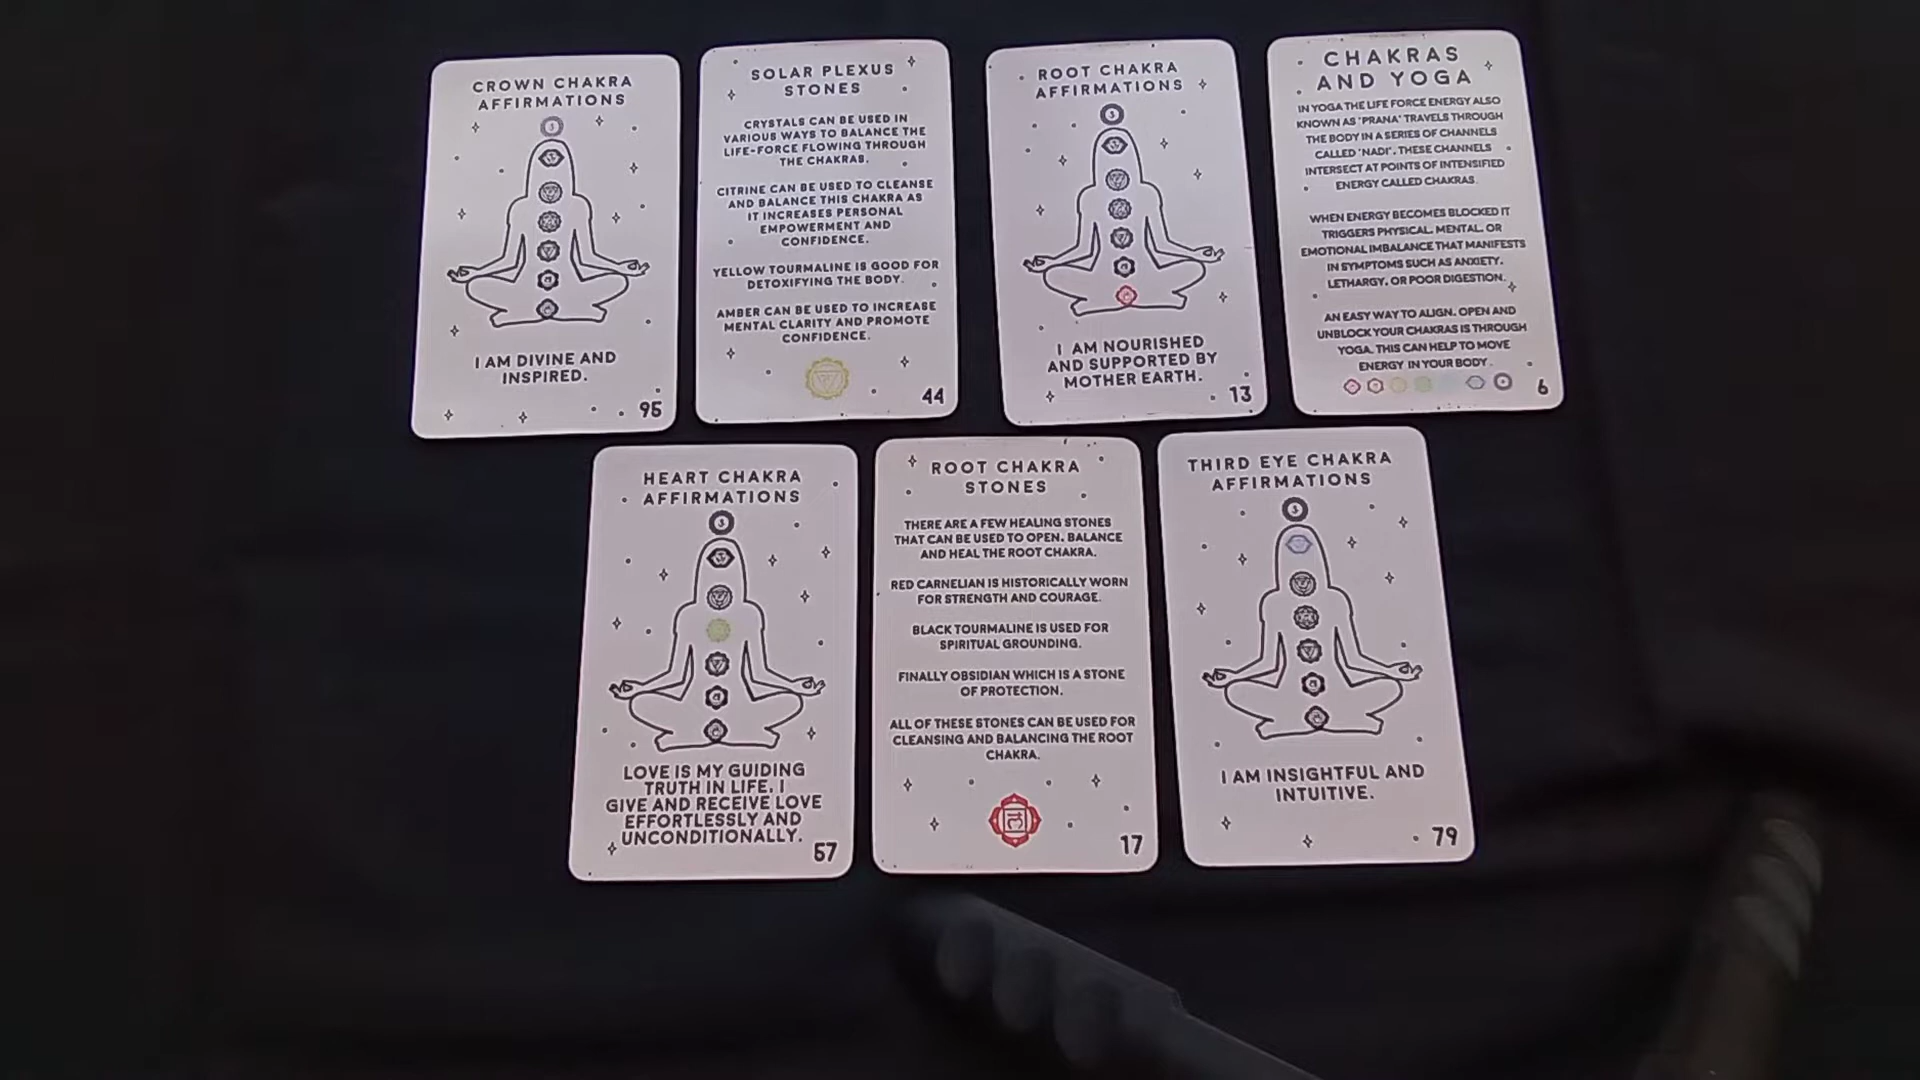 CROWN CHAKRA
AFFIRMATIONS
I AM DIVINE AND
INSPIRED.
95
SOLAR PLEXUS
STONES
CRYSTALS CAN BE USED IN
VARIOUS WAYS TO BALANCE THE
LIFE-FORCE FLOWING THROUGH
THE CHAKRAS.
CITRINE CAN BE USED TO CLEANSE
AND BALANCE THIS CHAKRA AS
IT INCREASES PERSONAL
EMPOWERMENT AND
CONFIDENCE.
YELLOW TOURMALINE IS GOOD FOR
DETOXIFYING THE BODY.
AMBER CAN BE USED TO INCREASE
MENTAL CLARITY AND PROMOTE
CONFIDENCE.
44
ROOT CHAKRA
AFFIRMATIONS
I AM NOURISHED
AND SUPPORTED BY
MOTHER EARTH.
13
CHAKRAS
AND YOGA
IN YOGA THE LIFE FORCE ENERGY ALSO
KNOWN AS 'PRANA' TRAVELS THROUGH
THE BODY IN A SERIES OF CHANNELS
CALLED 'NADI'. THESE CHANNELS
INTERSECT AT POINTS OF INTENSIFIED
ENERGY CALLED CHAKRAS.
WHEN ENERGY BECOMES BLOCKED IT
TRIGGERS PHYSICAL, MENTAL, OR
EMOTIONAL IMBALANCE THAT MANIFESTS
IN SYMPTOMS SUCH AS ANXIETY,
LETHARGY, OR POOR DIGESTION.
AN EASY WAY TO ALIGN, OPEN AND
UNBLOCK YOUR CHAKRAS IS THROUGH
YOGA. THIS CAN HELP TO MOVE
ENERGY IN YOUR BODY.
6
HEART CHAKRA
AFFIRMATIONS
LOVE IS MY GUIDING
TRUTH IN LIFE. I
GIVE AND RECEIVE LOVE
EFFORTLESSLY AND
UNCONDITIONALLY.
57
ROOT CHAKRA
STONES
THERE ARE A FEW HEALING STONES
THAT CAN BE USED TO OPEN, BALANCE
AND HEAL THE ROOT CHAKRA.
RED CARNELIAN IS HISTORICALLY WORN
FOR STRENGTH AND COURAGE.
BLACK TOURMALINE IS USED FOR
SPIRITUAL GROUNDING.
FINALLY OBSIDIAN WHICH IS A STONE
OF PROTECTION.
ALL OF THESE STONES CAN BE USED FOR
CLEANSING AND BALANCING THE ROOT
CHAKRA.
17
THIRD EYE CHAKRA
AFFIRMATIONS
I AM INSIGHTFUL AND
INTUITIVE.
79